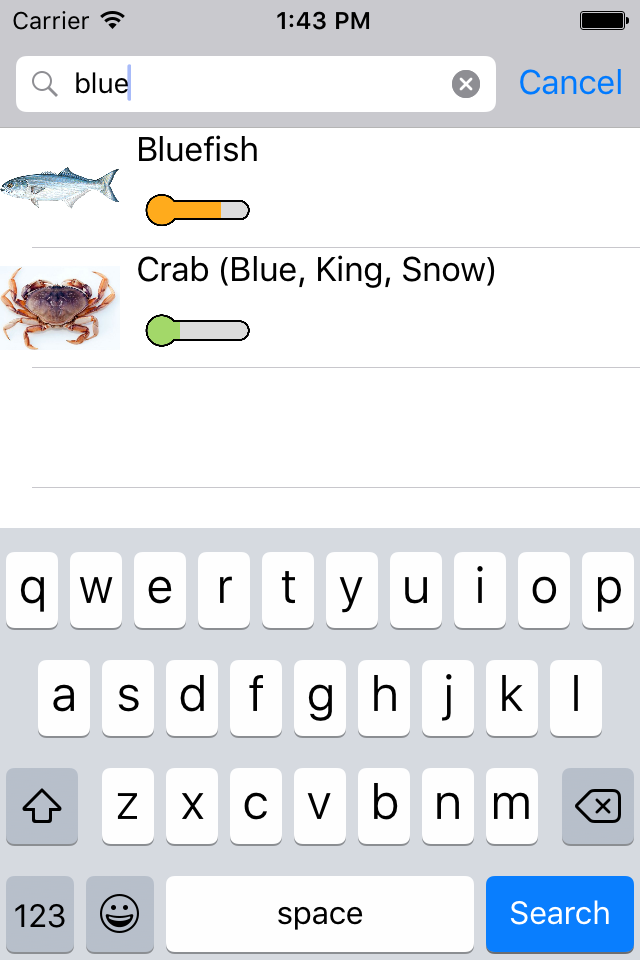 Carrier 1:43 PM
blue Cancel
Bluefish
Crab (Blue, King, Snow)
q w e r t y u i o p
a s d f g h j k l
z x c v b n m
123 space Search